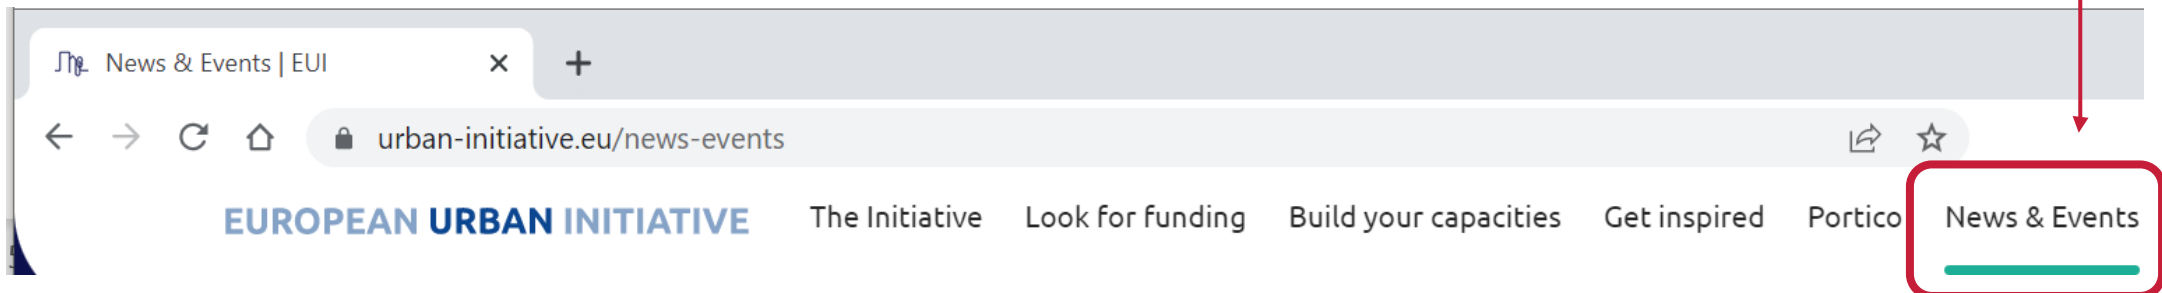 News & Events | EUI
urban-initiative.eu/news-events
EUROPEAN URBAN INITIATIVE The Initiative Look for funding Build your capacities Get inspired Portico News & Events